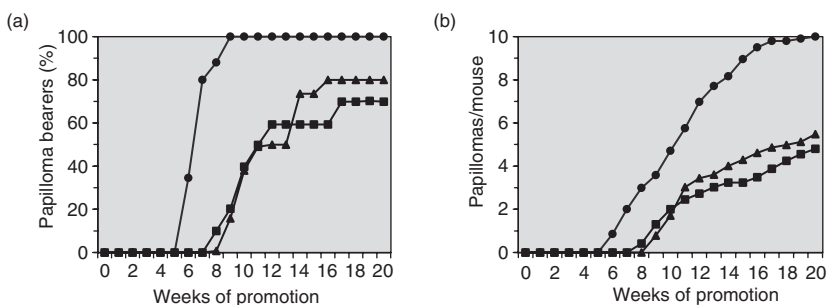 (a)
100
80
60
40
20
0
Papilloma bearers (%)
0 2 4 6 8 10 12 14 16 18 20
Weeks of promotion
(b)
10
8
6
4
2
0
Papillomas/mouse
0 2 4 6 8 10 12 14 16 18 20
Weeks of promotion